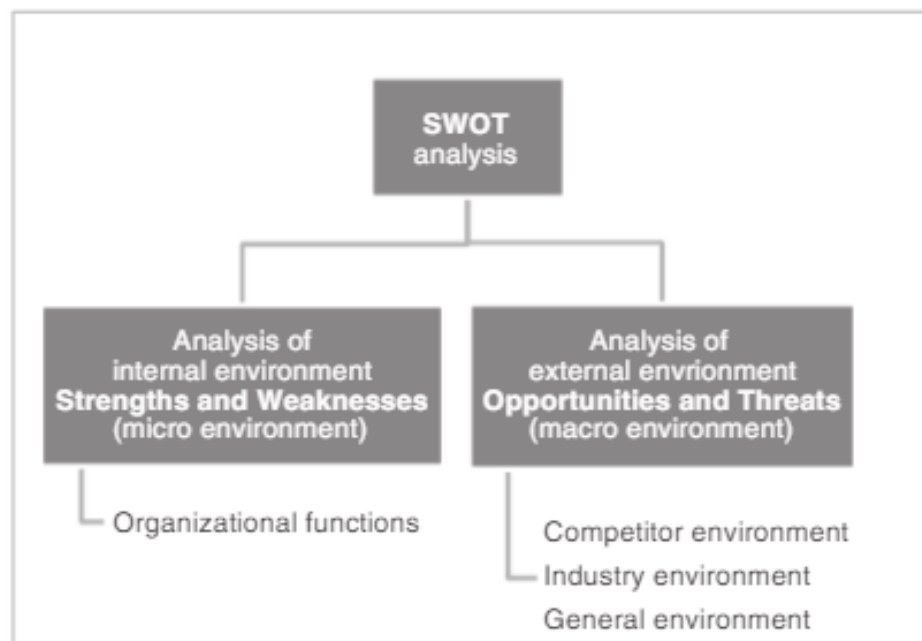 SWOT
analysis
Analysis of
internal environment
Strengths and Weaknesses
(micro environment)
Analysis of
external envrionment
Opportunities and Threats
(macro environment)
Organizational functions
Competitor environment
Industry environment
General environment